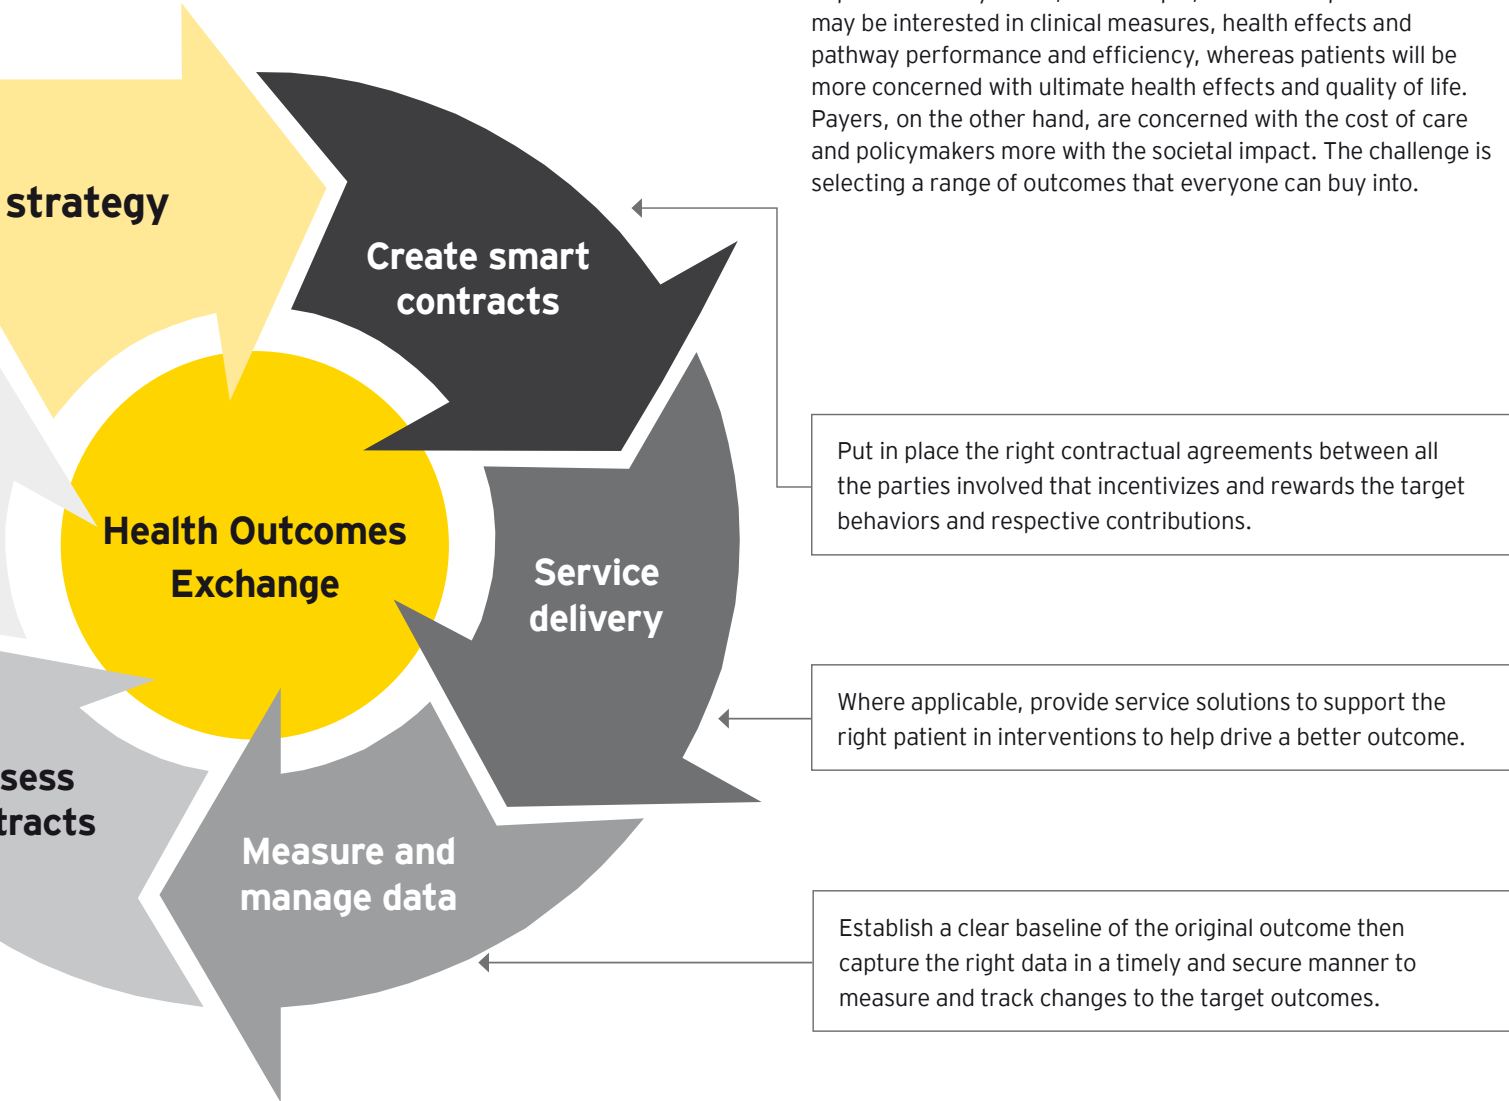 may be interested in clinical measures, health effects and
pathway performance and efficiency, whereas patients will be
more concerned with ultimate health effects and quality of life.
Payers, on the other hand, are concerned with the cost of care
and policymakers more with the societal impact. The challenge is
selecting a range of outcomes that everyone can buy into.
strategy
Create smart
contracts
Put in place the right contractual agreements between all
the parties involved that incentivizes and rewards the target
behaviors and respective contributions.
Health Outcomes
Exchange
Service
delivery
Where applicable, provide service solutions to support the
right patient in interventions to help drive a better outcome.
sess
tracts
Measure and
manage data
Establish a clear baseline of the original outcome then
capture the right data in a timely and secure manner to
measure and track changes to the target outcomes.